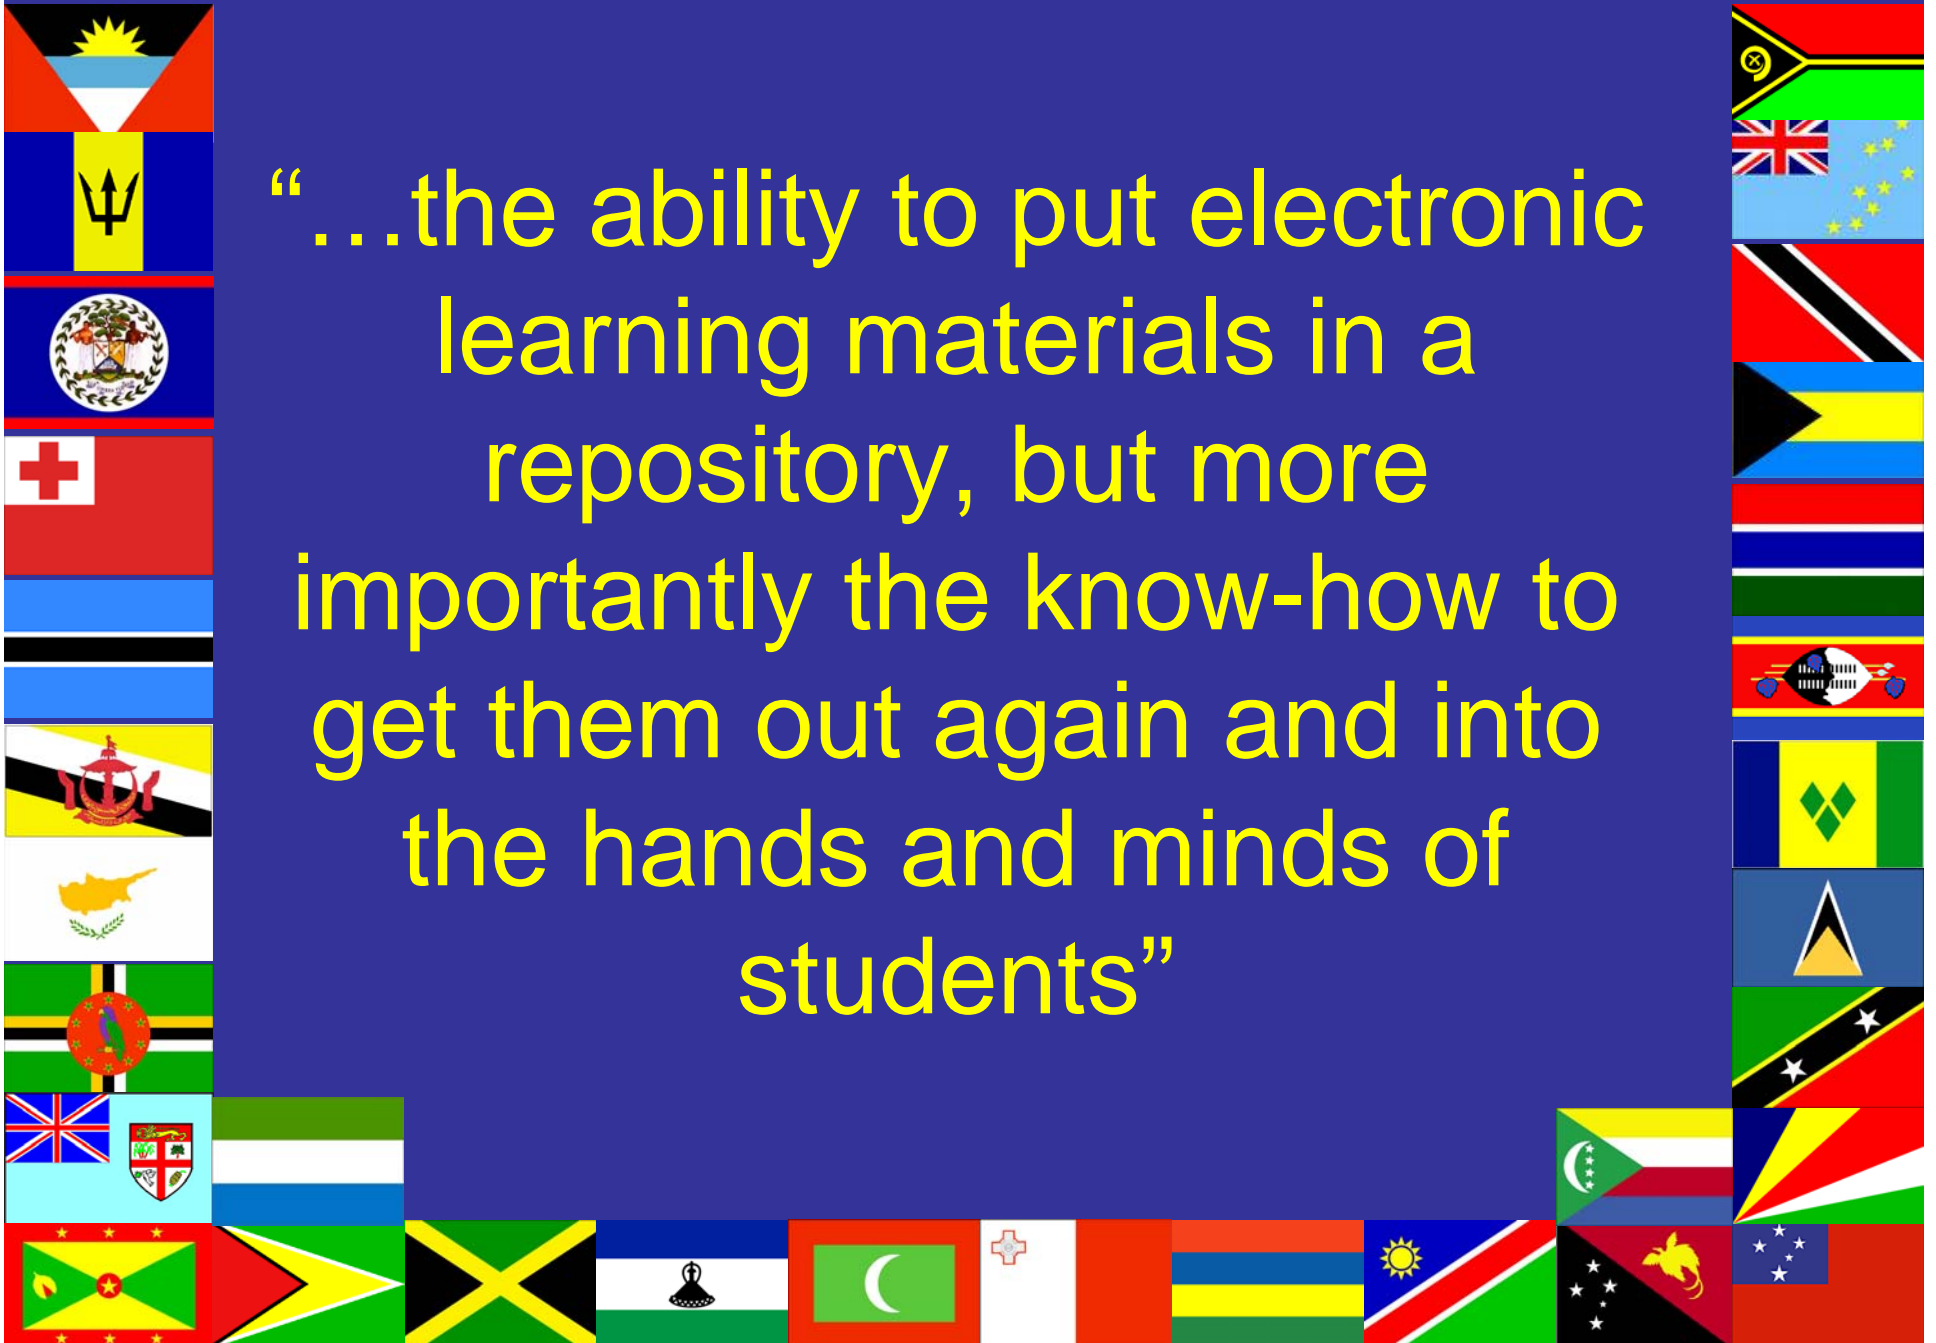 “…the ability to put electronic
learning materials in a
repository, but more
importantly the know-how to
get them out again and into
the hands and minds of
students”